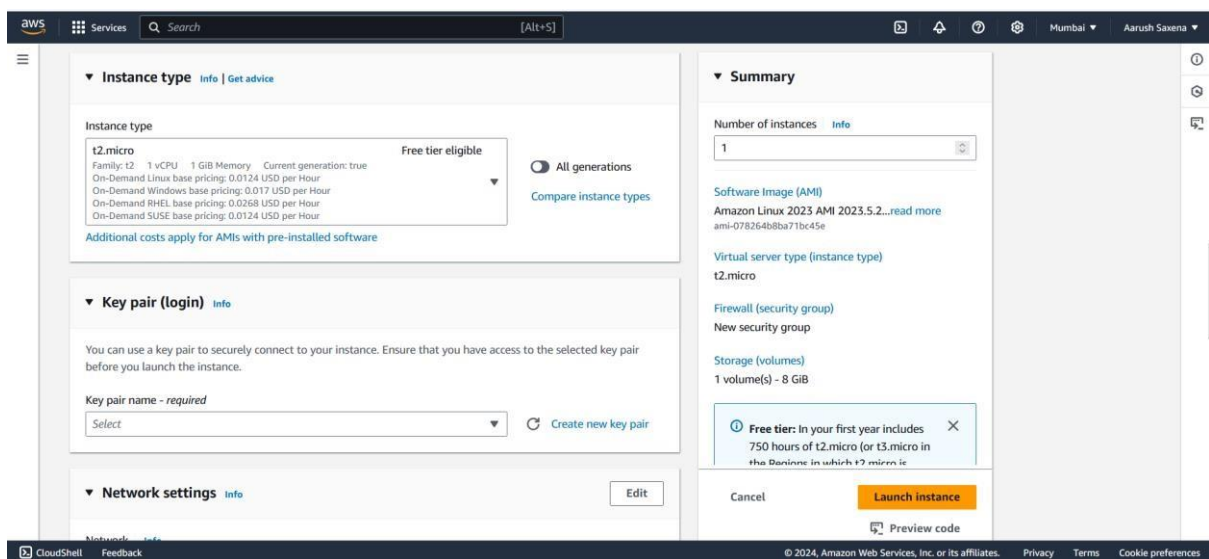 aws
Services
Search
[Alt+S]
Mumbai
Aarush Saxena
Instance type Info | Get advice
Instance type
t2.micro Free tier eligible
Family: t2 1 vCPU 1 GiB Memory Current generation: true
On-Demand Linux base pricing: 0.0124 USD per Hour
On-Demand Windows base pricing: 0.017 USD per Hour
On-Demand RHEL base pricing: 0.0268 USD per Hour
On-Demand SUSE base pricing: 0.0124 USD per Hour
All generations
Compare instance types
Additional costs apply for AMIs with pre-installed software
Key pair (login) Info
You can use a key pair to securely connect to your instance. Ensure that you have access to the selected key pair
before you launch the instance.
Key pair name - required
Select
Create new key pair
Network settings Info
Edit
Network Info
Summary
Number of instances Info
1
Software Image (AMI)
Amazon Linux 2023 AMI 2023.5.2...read more
ami-078264b8ba71bc45e
Virtual server type (instance type)
t2.micro
Firewall (security group)
New security group
Storage (volumes)
1 volume(s) - 8 GiB
Free tier: In your first year includes
750 hours of t2.micro (or t3.micro in
the Regions in which t2.micro is
Cancel
Launch instance
Preview code
CloudShell Feedback
© 2024, Amazon Web Services, Inc. or its affiliates. Privacy Terms Cookie preferences